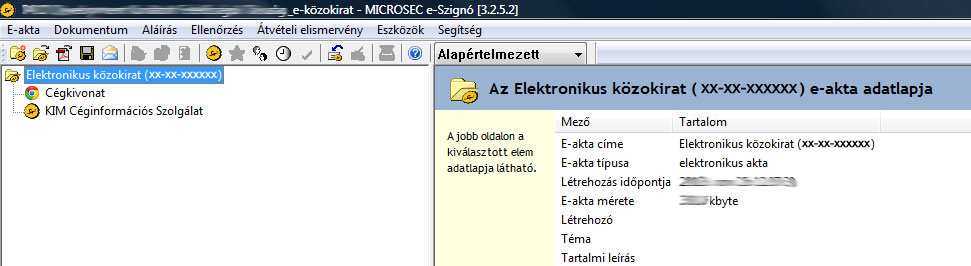 _e-közokirat - MICROSEC e-Szignó [3.2.5.2]
E-akta Dokumentum Aláírás Ellenőrzés Átvételi elismervény Eszközök Segítség
Alapértelmezett
Elektronikus közokirat (xx-xx-xxxxxx)
Cégkivonat
KIM Céginformációs Szolgálat
Az Elektronikus közokirat ( xx-xx-xxxxxx ) e-akta adatlapja
A jobb oldalon a
kiválasztott elem
adatlapja látható.
Mező Tartalom
E-akta címe Elektronikus közokirat (xx-xx-xxxxxx)
E-akta típusa elektronikus akta
Létrehozás időpontja
E-akta mérete kbyte
Létrehozó
Téma
Tartalmi leírás